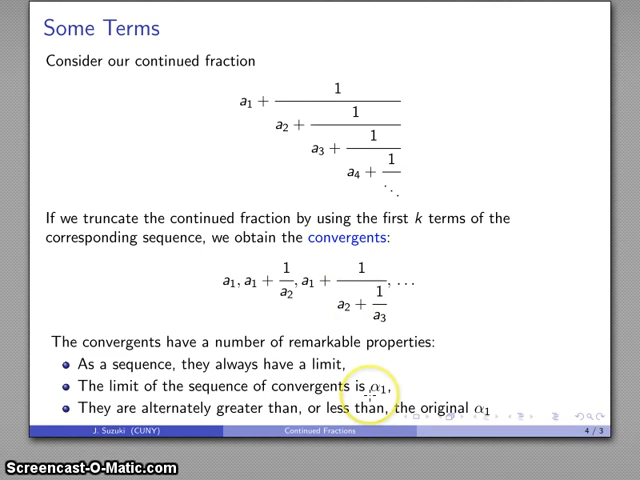 Some Terms
Consider our continued fraction
a₁ + 1
a₂ + 1
a₃ + 1
a₄ + 1
⋱
If we truncate the continued fraction by using the first k terms of the
corresponding sequence, we obtain the convergents:
a₁, a₁ + 1/a₂, a₁ + 1/(a₂ + 1/a₃), …
The convergents have a number of remarkable properties:
As a sequence, they always have a limit,
The limit of the sequence of convergents is α₁,
They are alternately greater than, or less than, the original α₁
J. Suzuki (CUNY) Continued Fractions 4 / 3
Screencast-O-Matic.com